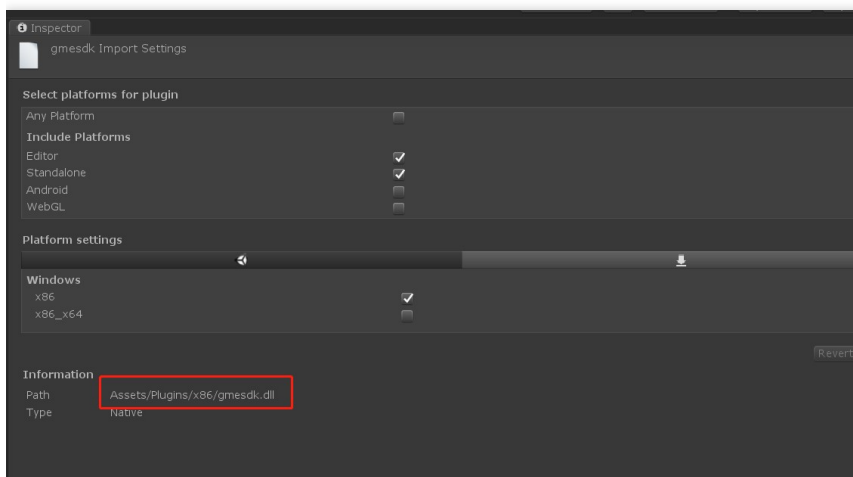 Inspector
gmesdk Import Settings
Select platforms for plugin
Any Platform
Include Platforms
Editor
Standalone
Android
WebGL
Platform settings
Windows
x86
x86_x64
Revert
Information
Path Assets/Plugins/x86/gmesdk.dll
Type Native